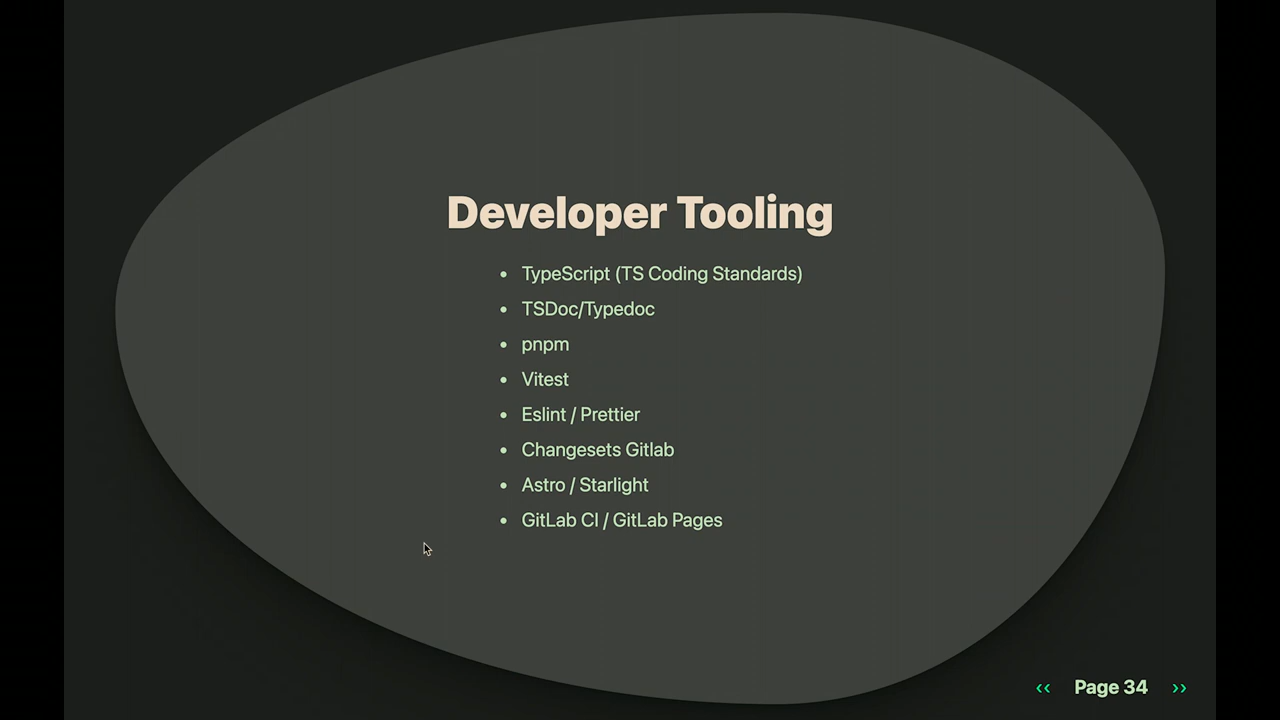 Developer Tooling
• TypeScript (TS Coding Standards)
• TSDoc/Typedoc
• pnpm
• Vitest
• Eslint / Prettier
• Changesets Gitlab
• Astro / Starlight
• GitLab CI / GitLab Pages
‹‹ Page 34 ››